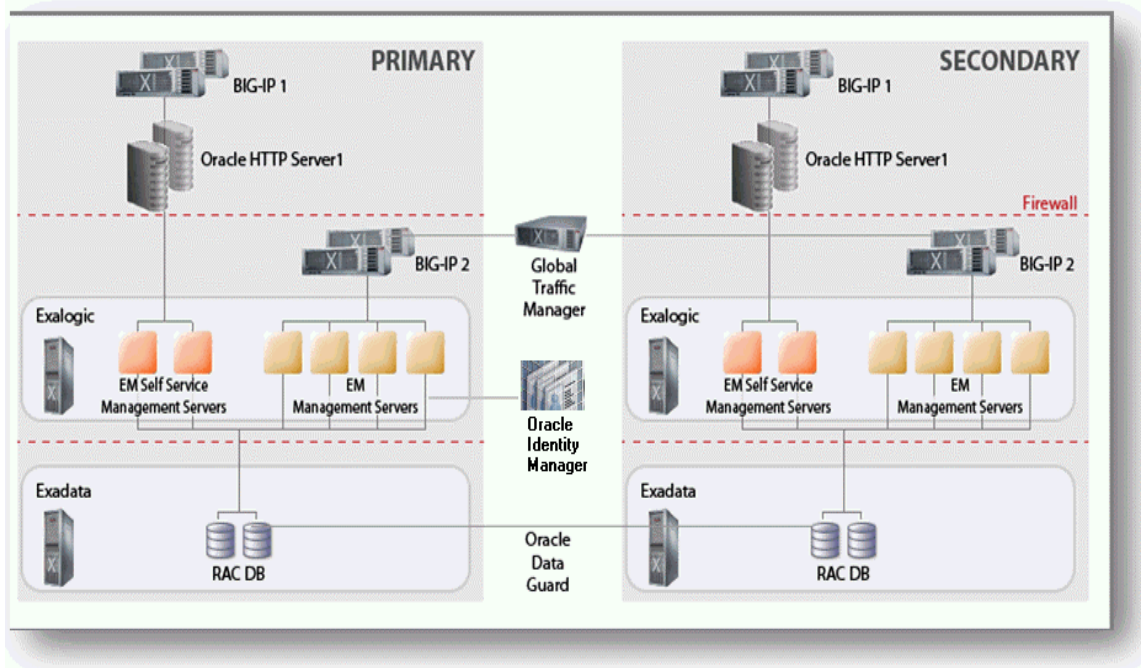 PRIMARY
BIG-IP 1
Oracle HTTP Server1
BIG-IP 2
Exalogic
EM Self Service
Management Servers
EM
Management Servers
Exadata
RAC DB
Global
Traffic
Manager
Oracle
Identity
Manager
Oracle
Data
Guard
SECONDARY
BIG-IP 1
Oracle HTTP Server1
Firewall
BIG-IP 2
Exalogic
EM Self Service
Management Servers
EM
Management Servers
Exadata
RAC DB